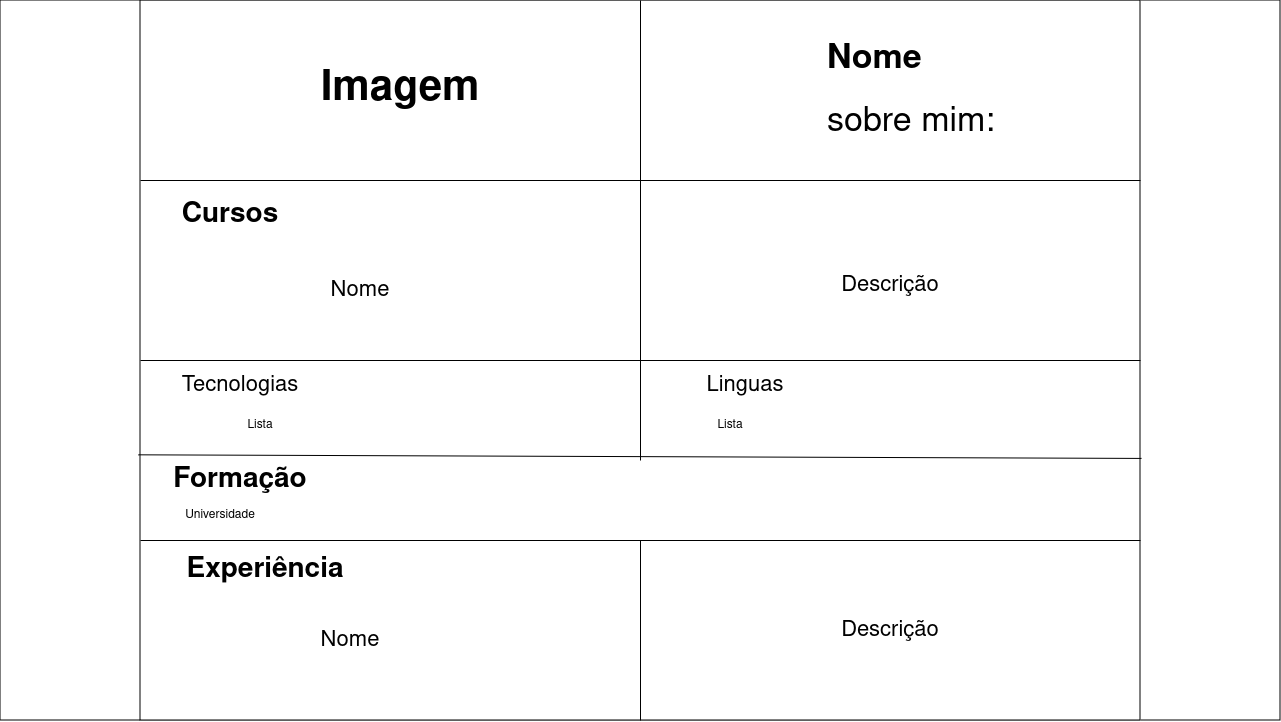 Imagem
Nome
sobre mim:
Cursos
Nome
Descrição
Tecnologias
Lista
Linguas
Lista
Formação
Universidade
Experiência
Nome
Descrição